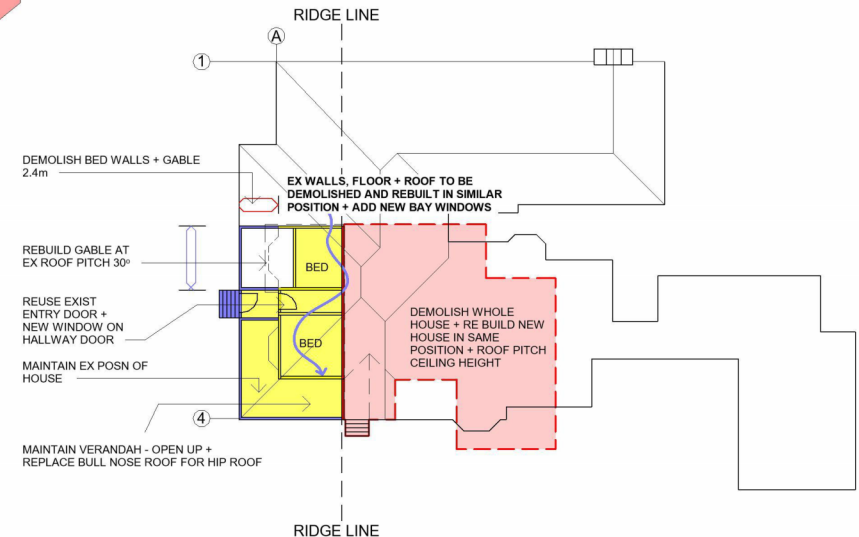 RIDGE LINE
A
1
DEMOLISH BED WALLS + GABLE
2.4m
EX WALLS, FLOOR + ROOF TO BE
DEMOLISHED AND REBUILT IN SIMILAR
POSITION + ADD NEW BAY WINDOWS
REBUILD GABLE AT
EX ROOF PITCH 30º
BED
REUSE EXIST
ENTRY DOOR +
NEW WINDOW ON
HALLWAY DOOR
DEMOLISH WHOLE
HOUSE + RE BUILD NEW
HOUSE IN SAME
POSITION + ROOF PITCH
CEILING HEIGHT
BED
MAINTAIN EX POSN OF
HOUSE
4
MAINTAIN VERANDAH - OPEN UP +
REPLACE BULL NOSE ROOF FOR HIP ROOF
RIDGE LINE